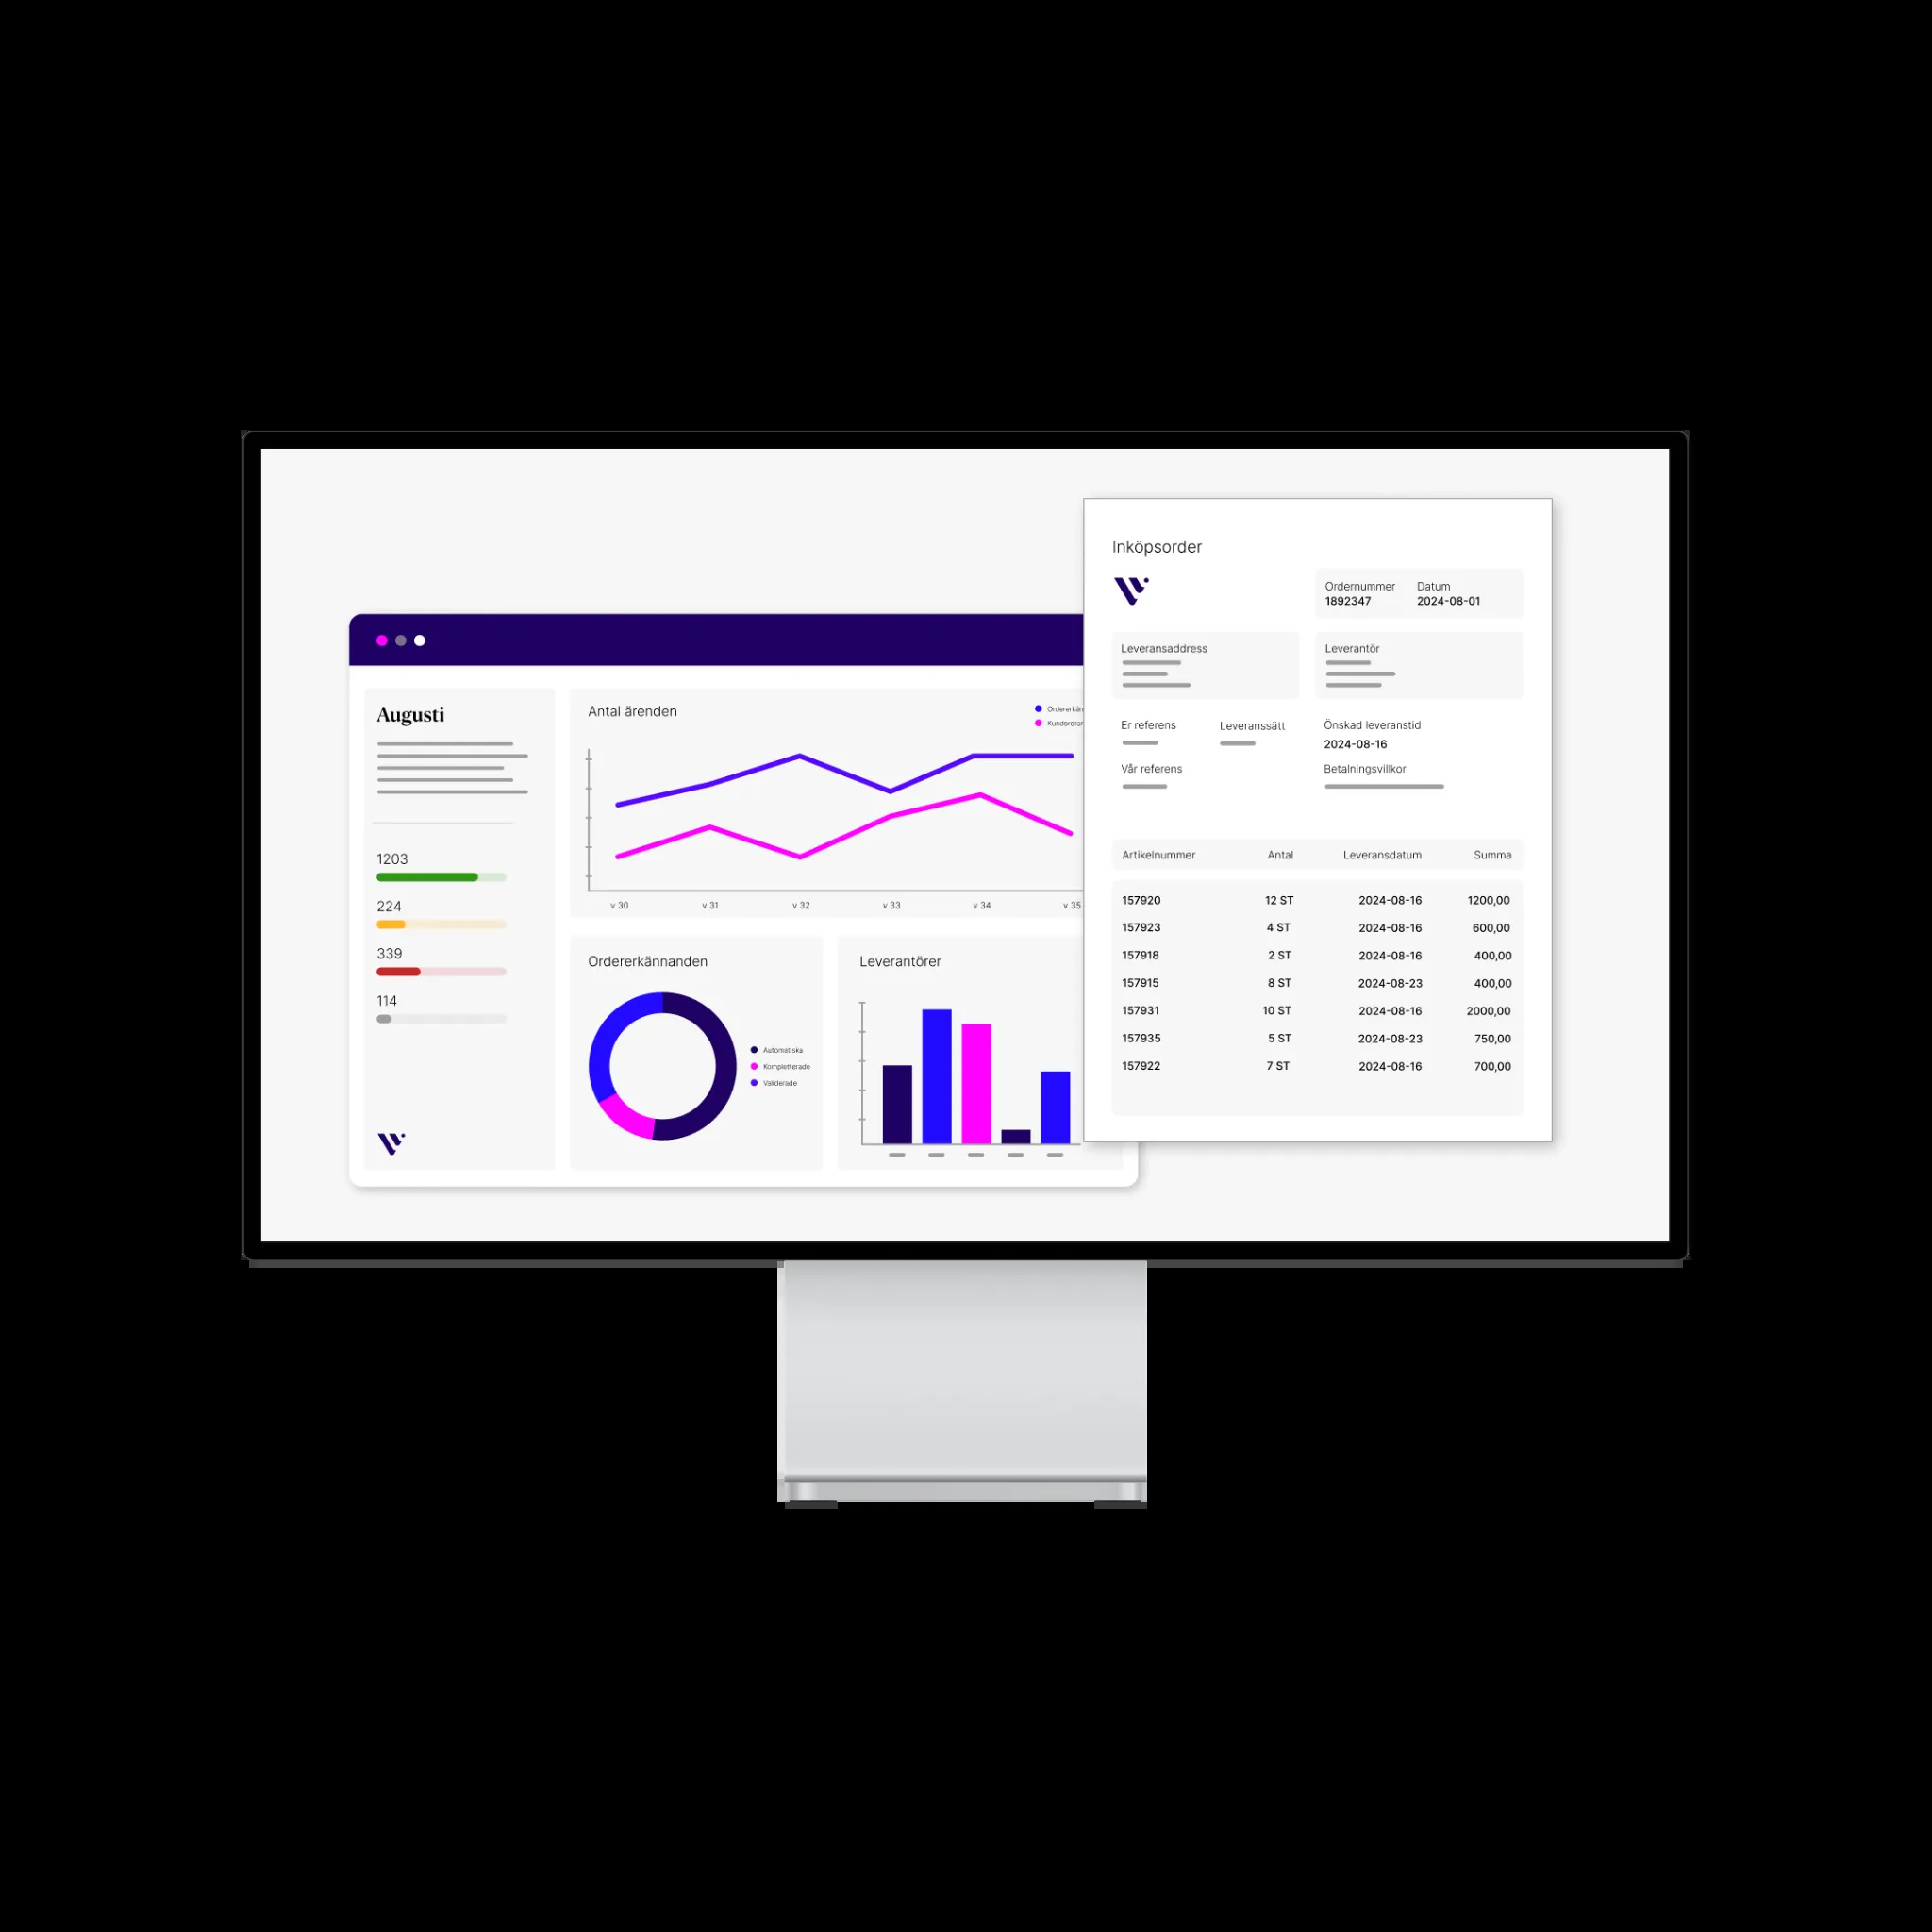 Augusti
1203
224
339
114
Antal ärenden
v 30 v 31 v 32 v 33 v 34 v 35
Ordererkännanden
Automatiska
Kompletterade
Validerade
Leverantörer
Inköpsorder
Ordernummer Datum
1892347 2024-08-01
Leveransaddress Leverantör
Er referens Leveranssätt Önskad leveranstid
2024-08-16
Vår referens Betalningsvillkor
Artikelnummer Antal Leveransdatum Summa
157920 12 ST 2024-08-16 1200,00
157923 4 ST 2024-08-16 600,00
157918 2 ST 2024-08-16 400,00
157915 8 ST 2024-08-23 400,00
157931 10 ST 2024-08-16 2000,00
157935 5 ST 2024-08-23 750,00
157922 7 ST 2024-08-16 700,00